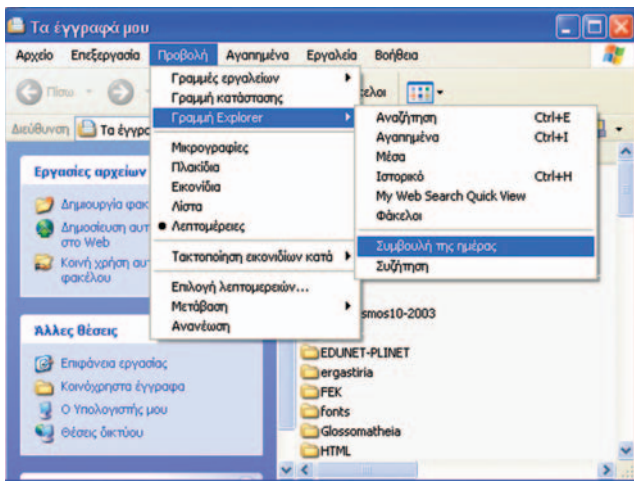 Τα έγγραφά μου
Αρχείο Επεξεργασία Προβολή Αγαπημένα Εργαλεία Βοήθεια
Πίσω
Διεύθυνση Τα έγγρα
Γραμμές εργαλείων
Γραμμή κατάστασης
Γραμμή Explorer
Μικρογραφίες
Πλακίδια
Εικονίδια
Λίστα
Λεπτομέρειες
Τακτοποίηση εικονιδίων κατά
Επιλογή λεπτομερειών...
Μετάβαση
Ανανέωση
Αναζήτηση Ctrl+E
Αγαπημένα Ctrl+I
Μέσα
Ιστορικό Ctrl+H
My Web Search Quick View
Φάκελοι
Συμβουλή της ημέρας
Συζήτηση
Εργασίες αρχείων
Δημιουργία φακ
Δημοσίευση αυτ
στο Web
Κοινή χρήση αυ
φακέλου
Άλλες θέσεις
Επιφάνεια εργασίας
Κοινόχρηστα έγγραφα
Ο Υπολογιστής μου
Θέσεις δικτύου
smos10-2003
EDUNET-PLINET
ergastiria
FEK
fonts
Glossomatheia
HTML